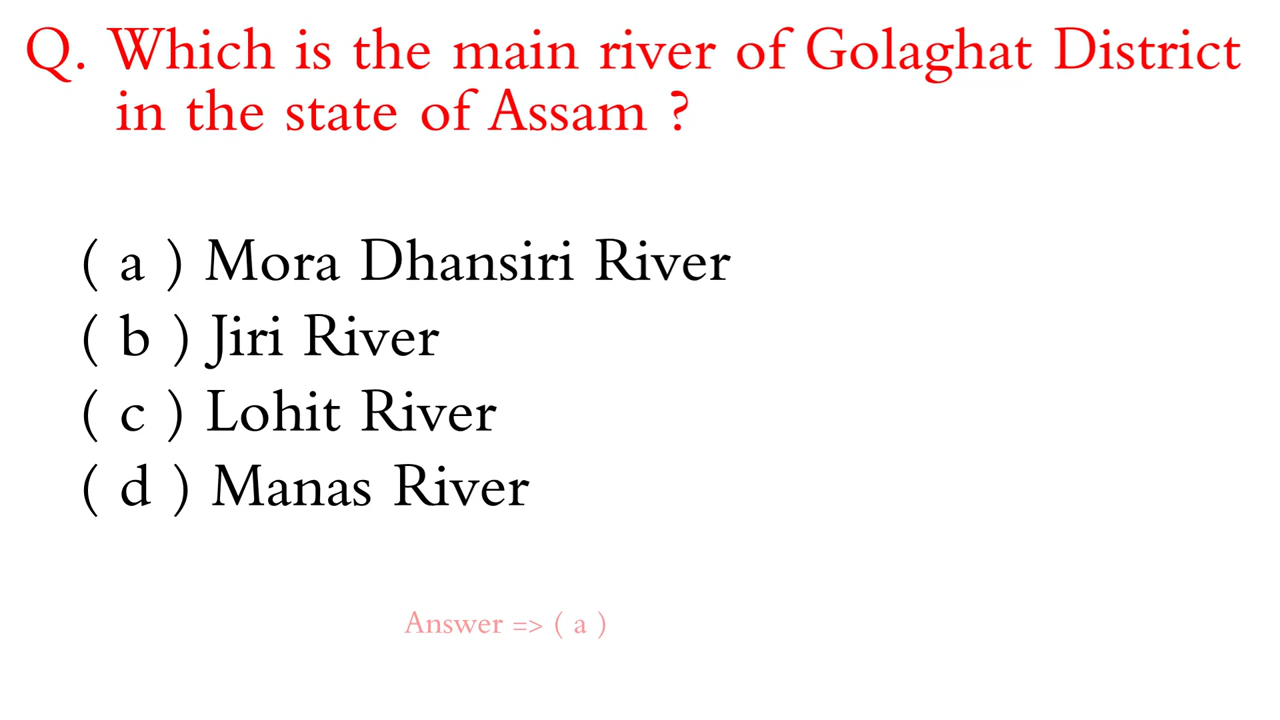 Q. Which is the main river of Golaghat District
in the state of Assam ?
( a ) Mora Dhansiri River
( b ) Jiri River
( c ) Lohit River
( d ) Manas River
Answer => ( a )